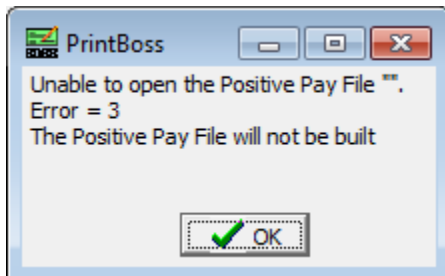 PrintBoss
Unable to open the Positive Pay File "".
Error = 3
The Positive Pay File will not be built
OK